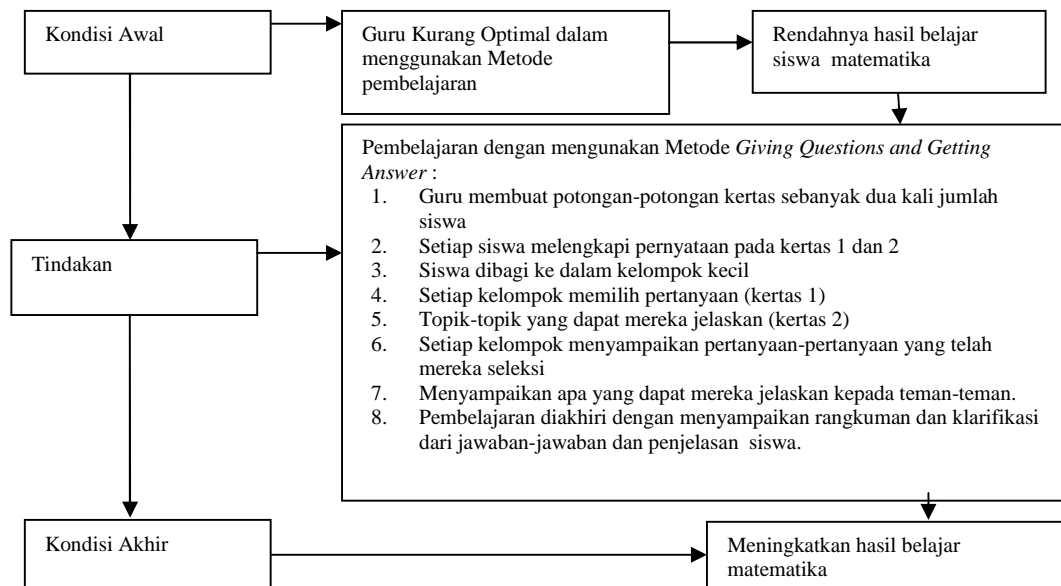 Kondisi Awal
Guru Kurang Optimal dalam
menggunakan Metode
pembelajaran
Rendahnya hasil belajar
siswa matematika
Tindakan
Pembelajaran dengan mengunakan Metode Giving Questions and Getting
Answer :
1. Guru membuat potongan-potongan kertas sebanyak dua kali jumlah
siswa
2. Setiap siswa melengkapi pernyataan pada kertas 1 dan 2
3. Siswa dibagi ke dalam kelompok kecil
4. Setiap kelompok memilih pertanyaan (kertas 1)
5. Topik-topik yang dapat mereka jelaskan (kertas 2)
6. Setiap kelompok menyampaikan pertanyaan-pertanyaan yang telah
mereka seleksi
7. Menyampaikan apa yang dapat mereka jelaskan kepada teman-teman.
8. Pembelajaran diakhiri dengan menyampaikan rangkuman dan klarifikasi
dari jawaban-jawaban dan penjelasan siswa.
Kondisi Akhir
Meningkatkan hasil belajar
matematika